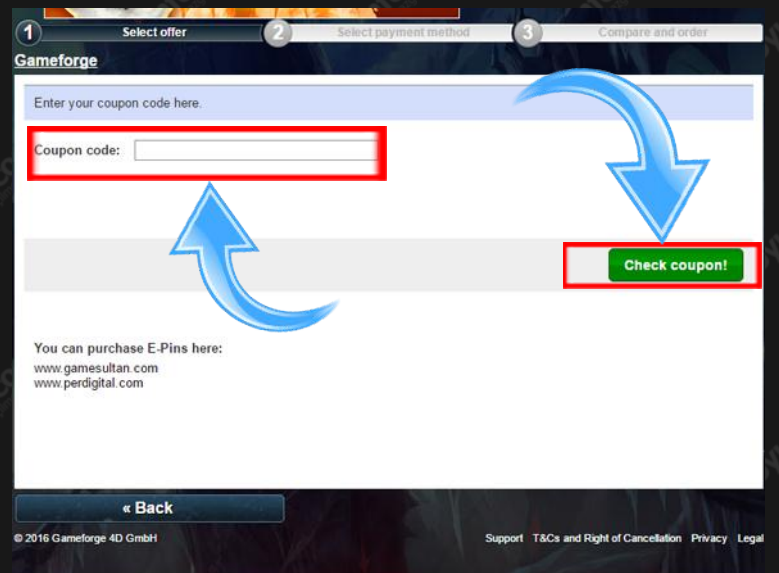 1 Select offer 2 Select payment method 3 Compare and order
Gameforge
Enter your coupon code here.
Coupon code:
Check coupon!
You can purchase E-Pins here:
www.gamesultan.com
www.perdigital.com
« Back
© 2016 Gameforge 4D GmbH Support T&Cs and Right of Cancellation Privacy Legal